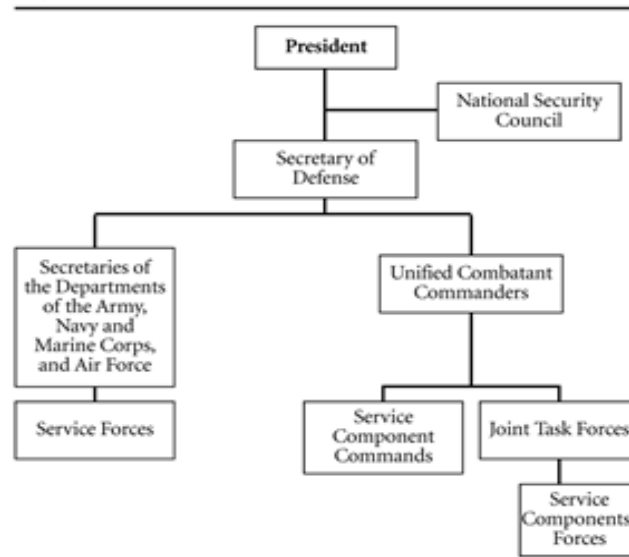 President
National Security
Council
Secretary of
Defense
Secretaries of
the Departments
of the Army,
Navy and
Marine Corps,
and Air Force
Unified Combatant
Commanders
Service Forces
Service
Component
Commands
Joint Task Forces
Service
Components
Forces